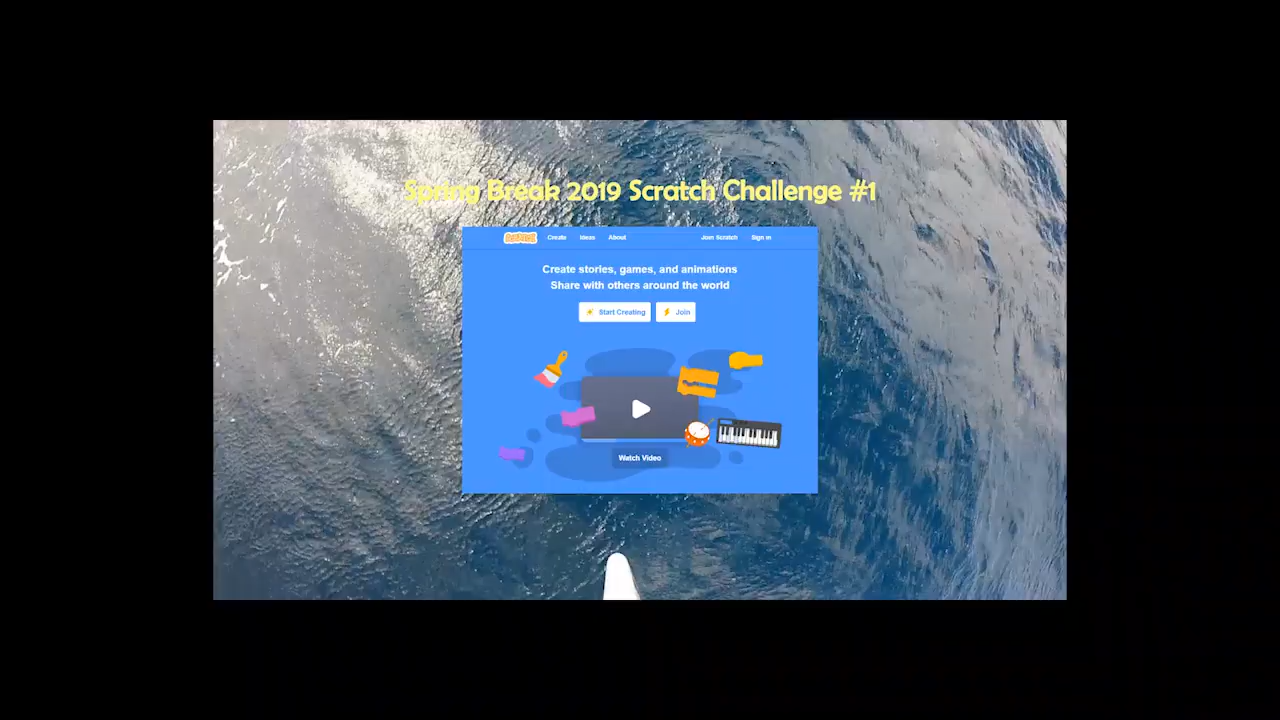 Spring Break 2019 Scratch Challenge #1
SCRATCH Create Ideas About Join Scratch Sign in
Create stories, games, and animations
Share with others around the world
Start Creating Join
Watch Video